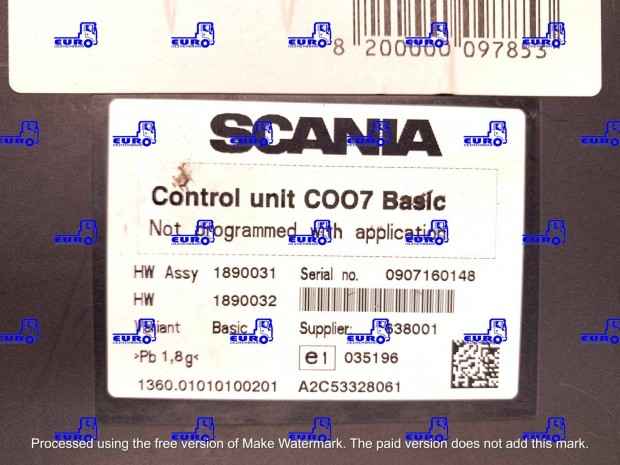 8 200000 097853
SCANIA
Control unit COO7 Basic
Not programmed with application
HW Assy 1890031 Serial no. 0907160148
HW 1890032
Variant Basic Supplier: 638001
>Pb 1,8g< e1 035196
1360.01010100201 A2C53328061
EURO
Processed using the free version of Make Watermark. The paid version does not add this mark.